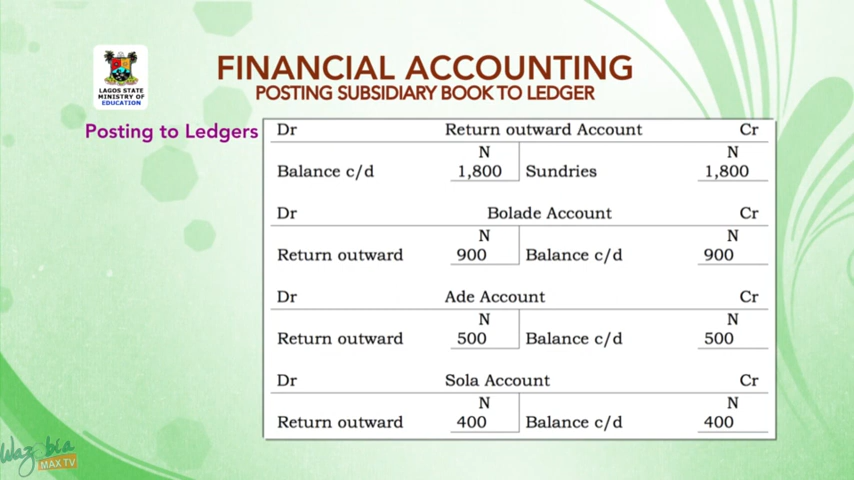 LAGOS STATE
MINISTRY OF
EDUCATION
FINANCIAL ACCOUNTING
POSTING SUBSIDIARY BOOK TO LEDGER
Posting to Ledgers
Dr Return outward Account Cr
N N
Balance c/d 1,800 Sundries 1,800
Dr Bolade Account Cr
N N
Return outward 900 Balance c/d 900
Dr Ade Account Cr
N N
Return outward 500 Balance c/d 500
Dr Sola Account Cr
N N
Return outward 400 Balance c/d 400
Wazobia
MAX TV